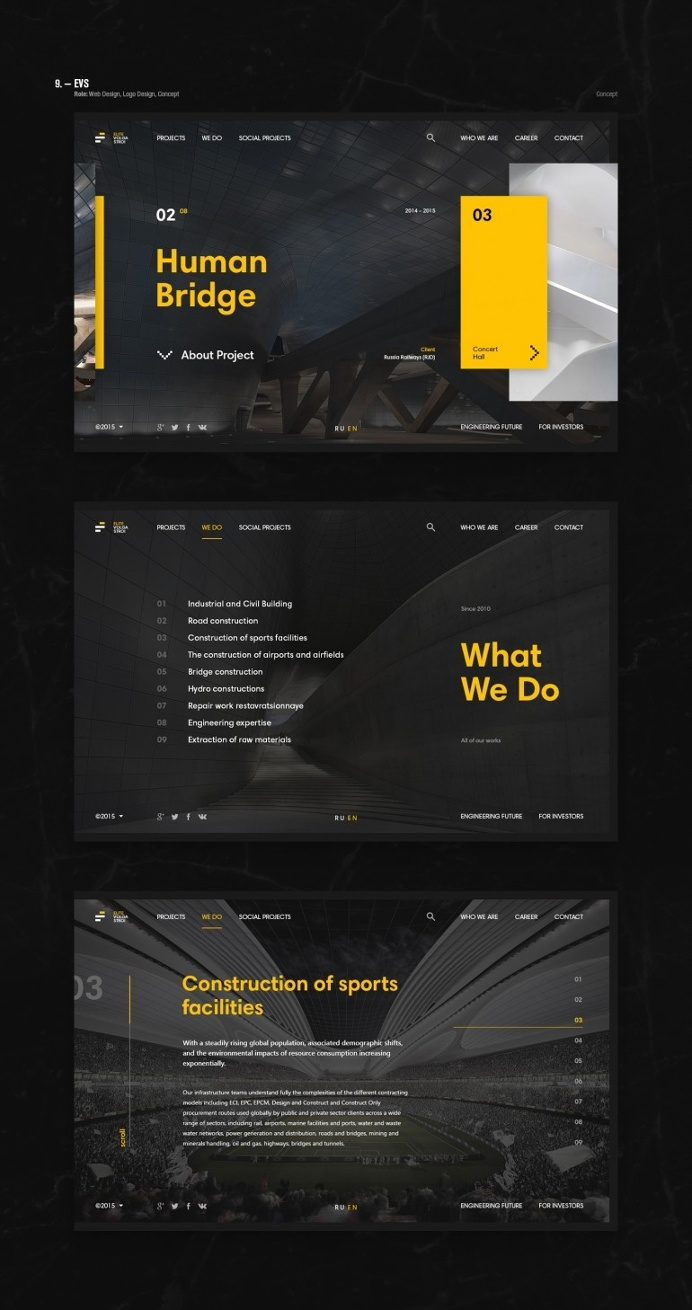 9. — EVS
Role: Web Design, Logo Design, Concept
Concept
ELITE
VOLGA
STROI
PROJECTS WE DO SOCIAL PROJECTS
WHO WE ARE CAREER CONTACT
02 08
2014 - 2015
Human
Bridge
About Project
Client
Russia Railways (RJD)
03
Concert
Hall
©2015
g+ f
RU EN
ENGINEERING FUTURE FOR INVESTORS
ELITE
VOLGA
STROI
PROJECTS WE DO SOCIAL PROJECTS
WHO WE ARE CAREER CONTACT
01 Industrial and Civil Building
02 Road construction
03 Construction of sports facilities
04 The construction of airports and airfields
05 Bridge construction
06 Hydro constructions
07 Repair work restavratsionnaye
08 Engineering expertise
09 Extraction of raw materials
Since 2010
What
We Do
All of our works
©2015
g+ f
RU EN
ENGINEERING FUTURE FOR INVESTORS
ELITE
VOLGA
STROI
PROJECTS WE DO SOCIAL PROJECTS
WHO WE ARE CAREER CONTACT
03
Construction of sports
facilities
With a steadily rising global population, associated demographic shifts,
and the environmental impacts of resource consumption increasing
exponentially.
Our infrastructure teams understand fully the complexities of the different contracting
models including ECI, EPC, EPCM, Design and Construct and Construct Only
procurement routes used globally by public and private sector clients across a wide
range of sectors, including rail, airports, marine facilities and ports, water and waste
water networks, power generation and distribution, roads and bridges, mining and
minerals handling, oil and gas, highways, bridges and tunnels.
scroll
01
02
03
04
05
06
07
08
09
©2015
g+ f
RU EN
ENGINEERING FUTURE FOR INVESTORS